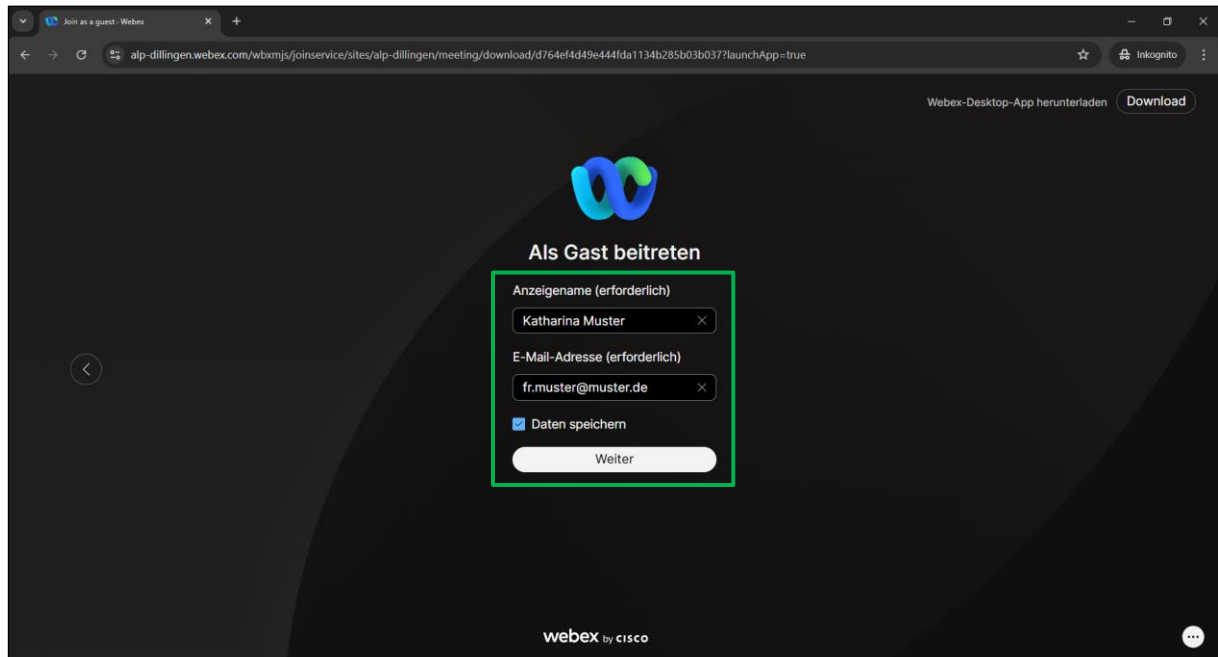 Join as a guest - Webex
alp-dillingen.webex.com/wbxmjs/joinservice/sites/alp-dillingen/meeting/download/d764ef4d49e444fda1134b285b03b037?launchApp=true
Inkognito
Webex-Desktop-App herunterladen
Download
Als Gast beitreten
Anzeigename (erforderlich)
Katharina Muster
E-Mail-Adresse (erforderlich)
fr.muster@muster.de
Daten speichern
Weiter
webex by CISCO